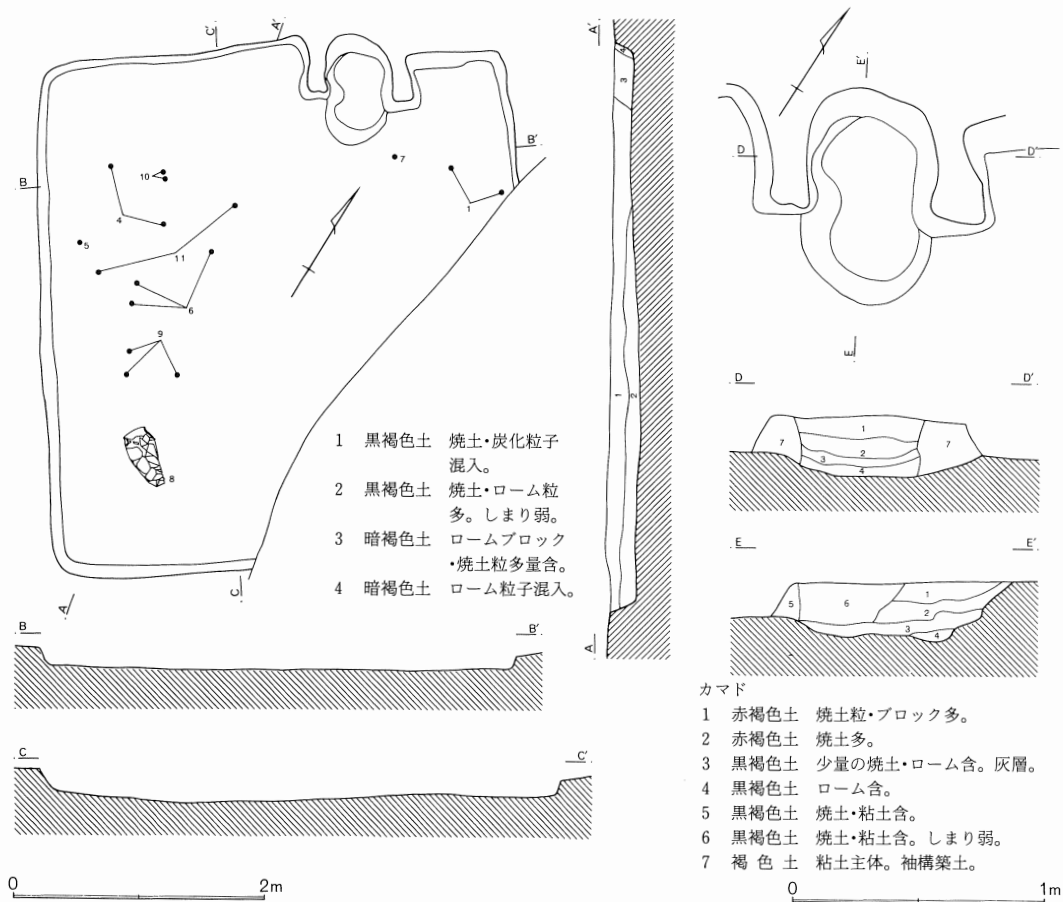 C'
A'
B
B'
10
7
4
1
5
11
6
9
8
A
C
1 黒褐色土 焼土・炭化粒子
混入。
2 黒褐色土 焼土・ローム粒
多。しまり弱。
3 暗褐色土 ロームブロック
・焼土粒多量含。
4 暗褐色土 ローム粒子混入。
A'
4
3
1
2
A
B
B'
C
C'
0 2m
E'
D
D'
E
D
D'
1
7
2
7
3
4
E
E'
1
5
6
2
3
4
カマド
1 赤褐色土 焼土粒・ブロック多。
2 赤褐色土 焼土多。
3 黒褐色土 少量の焼土・ローム含。灰層。
4 黒褐色土 ローム含。
5 黒褐色土 焼土・粘土含。
6 黒褐色土 焼土・粘土含。しまり弱。
7 褐色土 粘土主体。袖構築土。
0 1m